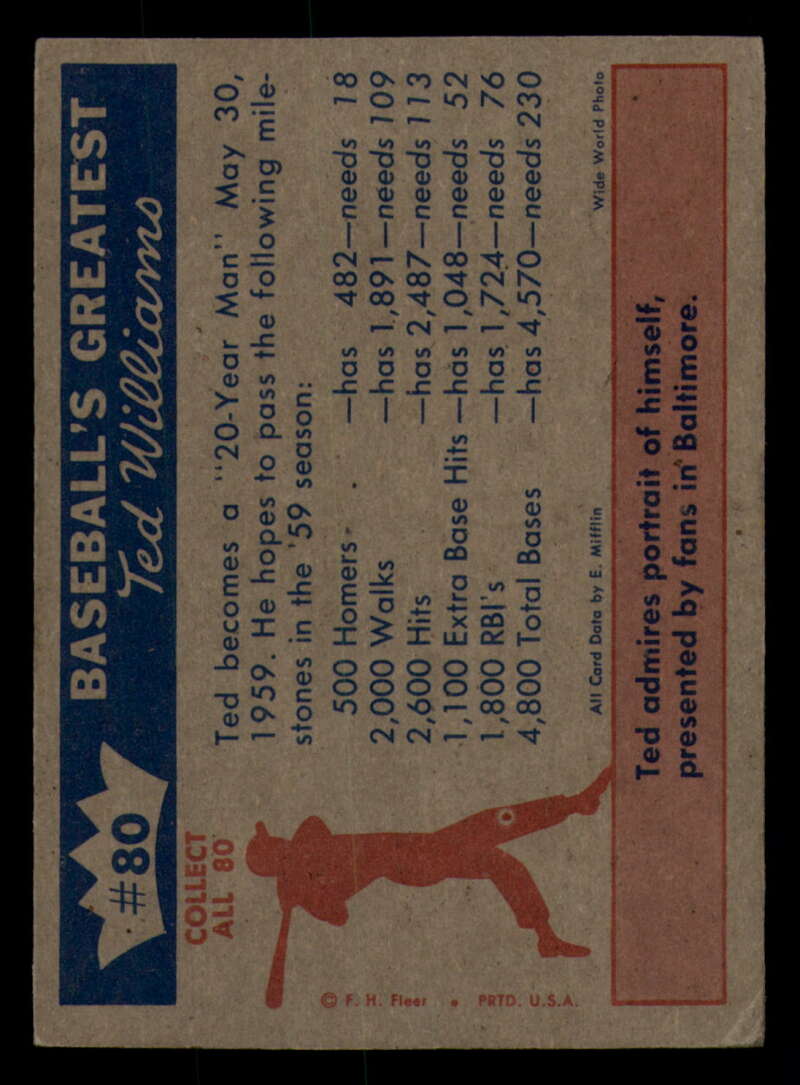 #80
BASEBALL'S GREATEST
Ted Williams
COLLECT
ALL 80
Ted becomes a "20-Year Man" May 30,
1959. He hopes to pass the following mile-
stones in the '59 season:
500 Homers —has 482—needs 18
2,000 Walks —has 1,891—needs 109
2,600 Hits —has 2,487—needs 113
1,100 Extra Base Hits —has 1,048—needs 52
1,800 RBI's —has 1,724—needs 76
4,800 Total Bases —has 4,570—needs 230
© F. H. Fleer • PRTD. U.S.A.
All Card Data by E. Mifflin
Wide World Photo
Ted admires portrait of himself,
presented by fans in Baltimore.